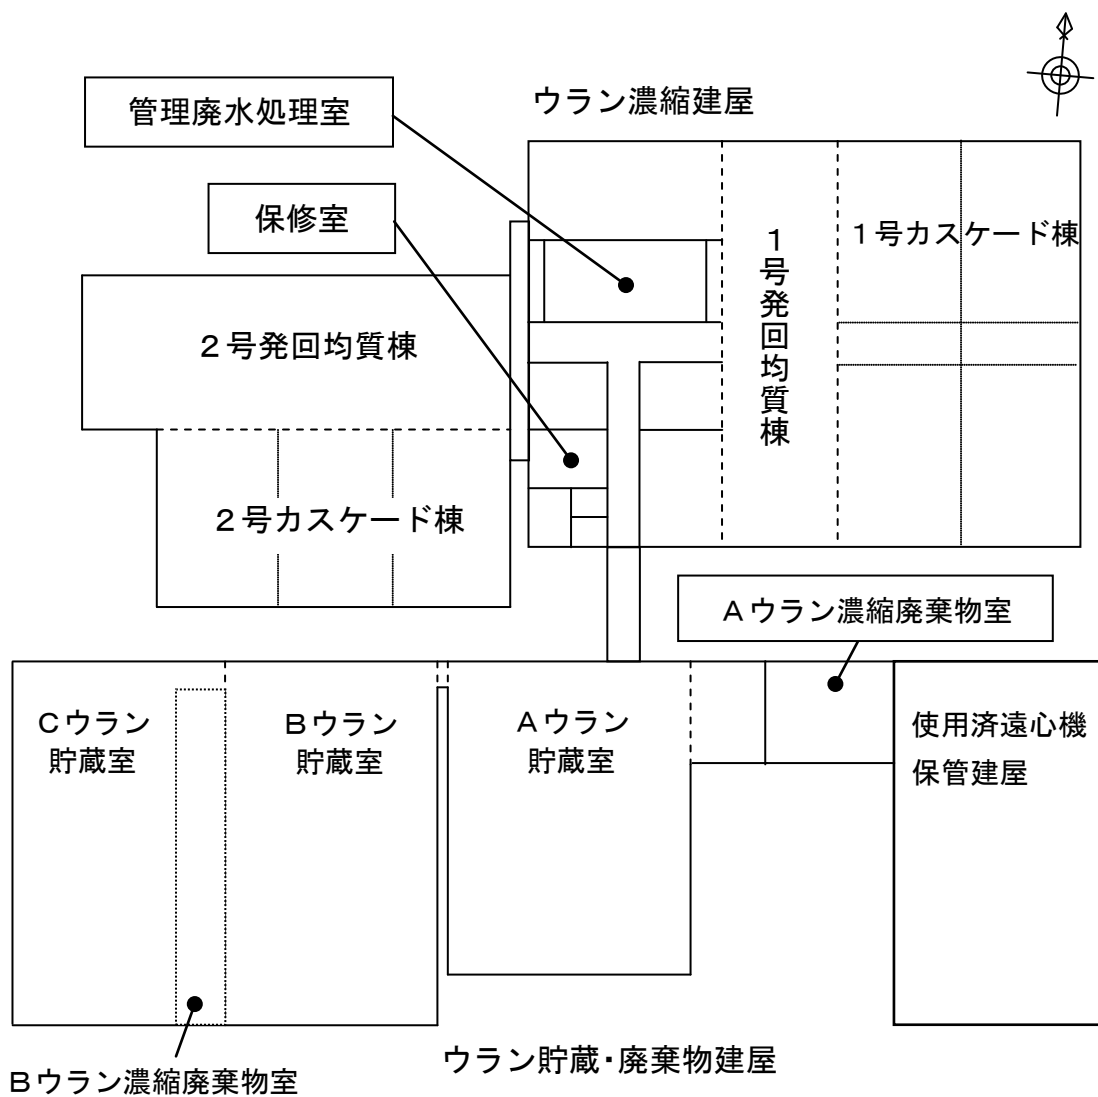 ウラン濃縮建屋
管理廃水処理室
保修室
１号カスケード棟
１号発回均質棟
２号発回均質棟
２号カスケード棟
Ａウラン濃縮廃棄物室
Ｃウラン
貯蔵室
Ｂウラン
貯蔵室
Ａウラン
貯蔵室
使用済遠心機
保管建屋
ウラン貯蔵・廃棄物建屋
Ｂウラン濃縮廃棄物室